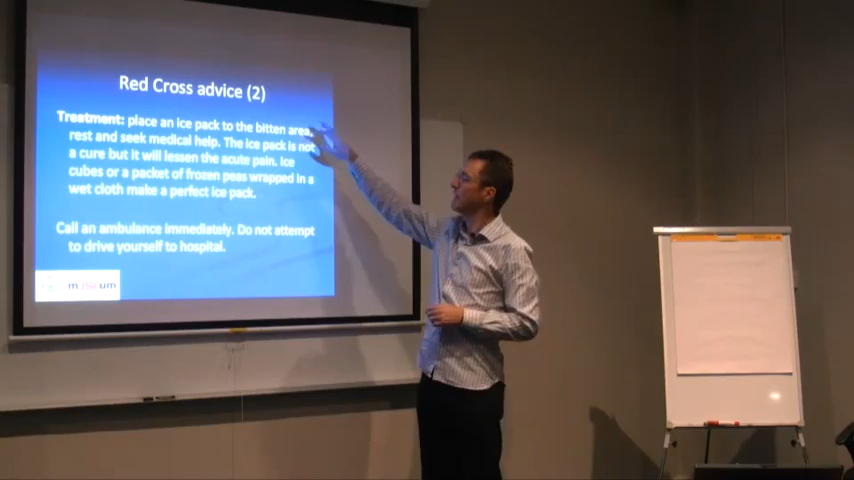 Red Cross advice (2)
Treatment: place an ice pack to the bitten area,
rest and seek medical help. The ice pack is not
a cure but it will lessen the acute pain. Ice
cubes or a packet of frozen peas wrapped in a
wet cloth make a perfect ice pack.
Call an ambulance immediately. Do not attempt
to drive yourself to hospital.